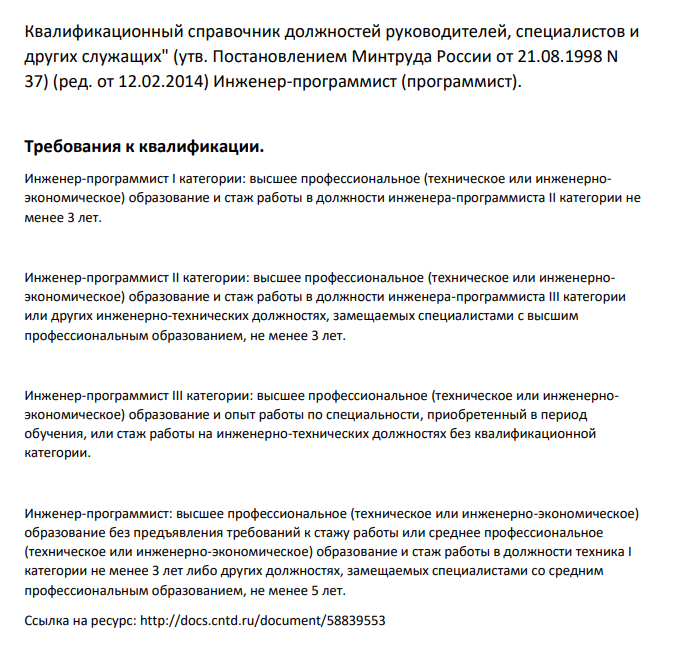 Квалификационный справочник должностей руководителей, специалистов и
других служащих" (утв. Постановлением Минтруда России от 21.08.1998 N
37) (ред. от 12.02.2014) Инженер-программист (программист).
Требования к квалификации.
Инженер-программист I категории: высшее профессиональное (техническое или инженерно-
экономическое) образование и стаж работы в должности инженера-программиста II категории не
менее 3 лет.
Инженер-программист II категории: высшее профессиональное (техническое или инженерно-
экономическое) образование и стаж работы в должности инженера-программиста III категории
или других инженерно-технических должностях, замещаемых специалистами с высшим
профессиональным образованием, не менее 3 лет.
Инженер-программист III категории: высшее профессиональное (техническое или инженерно-
экономическое) образование и опыт работы по специальности, приобретенный в период
обучения, или стаж работы на инженерно-технических должностях без квалификационной
категории.
Инженер-программист: высшее профессиональное (техническое или инженерно-экономическое)
образование без предъявления требований к стажу работы или среднее профессиональное
(техническое или инженерно-экономическое) образование и стаж работы в должности техника I
категории не менее 3 лет либо других должностях, замещаемых специалистами со средним
профессиональным образованием, не менее 5 лет.
Ссылка на ресурс: http://docs.cntd.ru/document/58839553